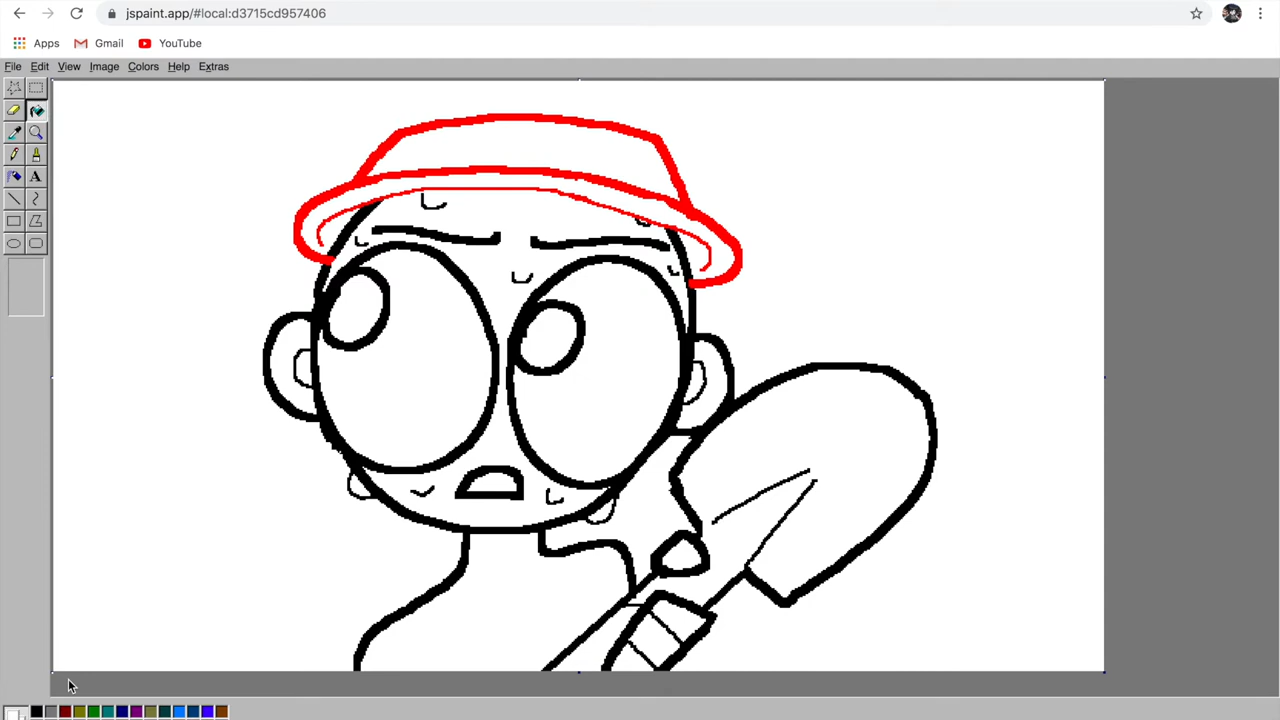 jspaint.app/#local:d3715cd957406
Apps Gmail YouTube
File Edit View Image Colors Help Extras
A